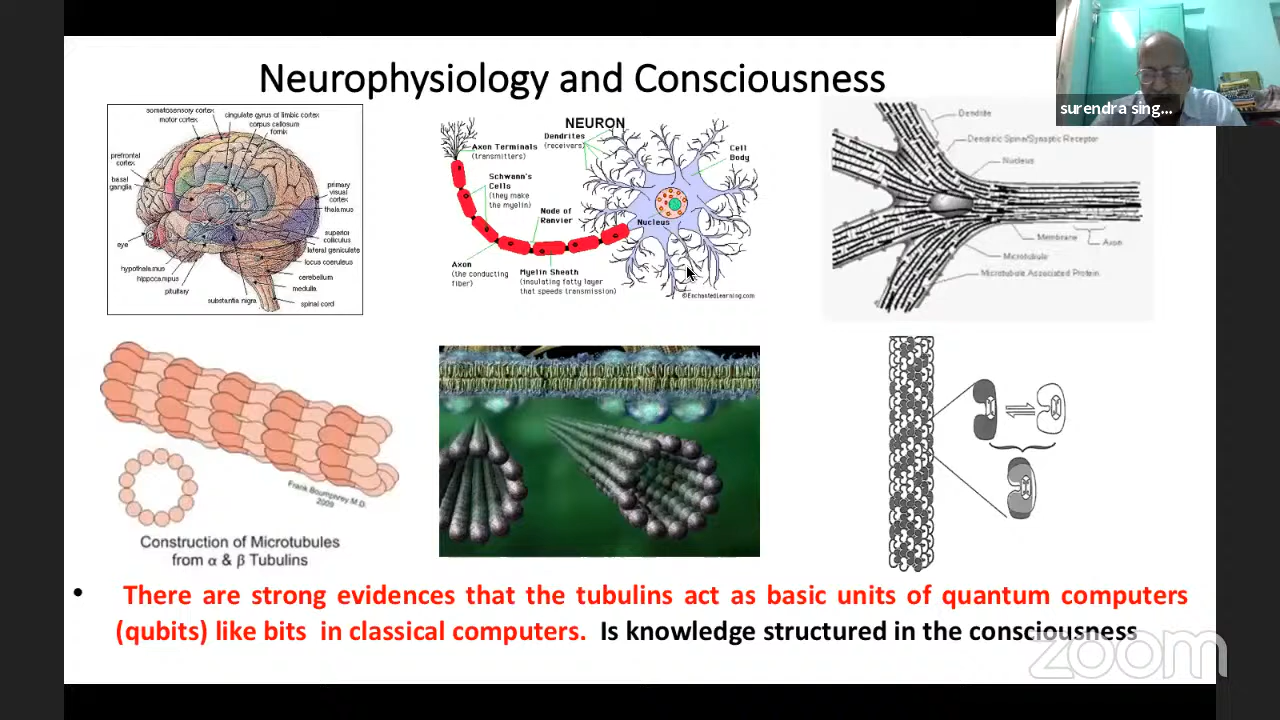 Neurophysiology and Consciousness
surendra sing...
somatosensory cortex
motor cortex
cingulate gyrus of limbic cortex
corpus callosum
fornix
prefrontal
cortex
basal
ganglia
primary
visual
cortex
thalamus
superior
colliculus
lateral geniculate
locus coeruleus
eye
hypothalamus
hippocampus
pituitary
cerebellum
medulla
substantia nigra
spinal cord
NEURON
Dendrites
(receivers)
Axon Terminals
(transmitters)
Cell
Body
Schwann's
Cells
(they make
the myelin)
Node of
Ranvier
Nucleus
Axon
(the conducting
fiber)
Myelin Sheath
(insulating fatty layer
that speeds transmission)
©EnchantedLearning.com
Dendrite
Dendritic Spine/Synaptic Receptor
Nucleus
Membrane
Axon
Microtubule
Microtubule Associated Protein
Frank Boumphrey M.D.
2009
Construction of Microtubules
from α & β Tubulins
• There are strong evidences that the tubulins act as basic units of quantum computers
(qubits) like bits in classical computers. Is knowledge structured in the consciousness
zoom